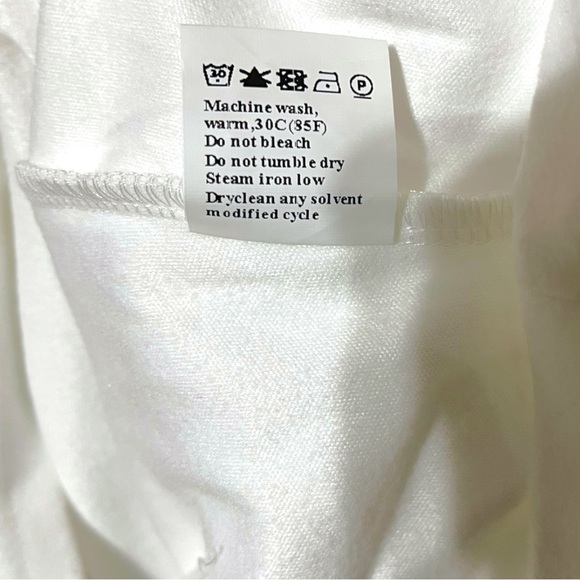 30
P
Machine wash,
warm,30C(85F)
Do not bleach
Do not tumble dry
Steam iron low
Dryclean any solvent
modified cycle